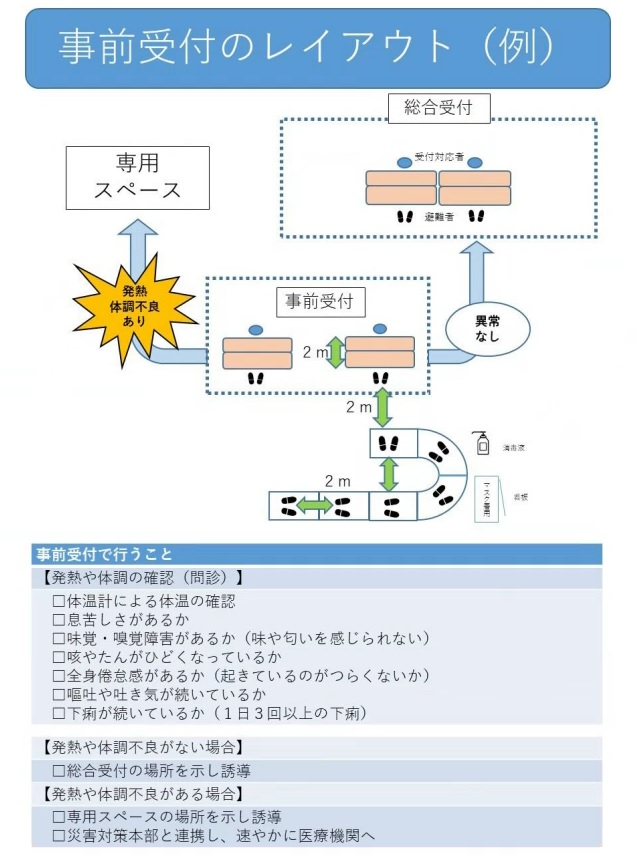 事前受付のレイアウト（例）
総合受付
専用
スペース
受付対応者
避難者
発熱
体調不良
あり
事前受付
異常
なし
2ｍ
2ｍ
消毒液
2ｍ
マスク着用
看板
事前受付で行うこと
【発熱や体調の確認（問診）】
□体温計による体温の確認
□息苦しさがあるか
□味覚・嗅覚障害があるか（味や匂いを感じられない）
□咳やたんがひどくなっているか
□全身倦怠感があるか（起きているのがつらくないか）
□嘔吐や吐き気が続いているか
□下痢が続いているか（１日３回以上の下痢）
【発熱や体調不良がない場合】
□総合受付の場所を示し誘導
【発熱や体調不良がある場合】
□専用スペースの場所を示し誘導
□災害対策本部と連携し、速やかに医療機関へ